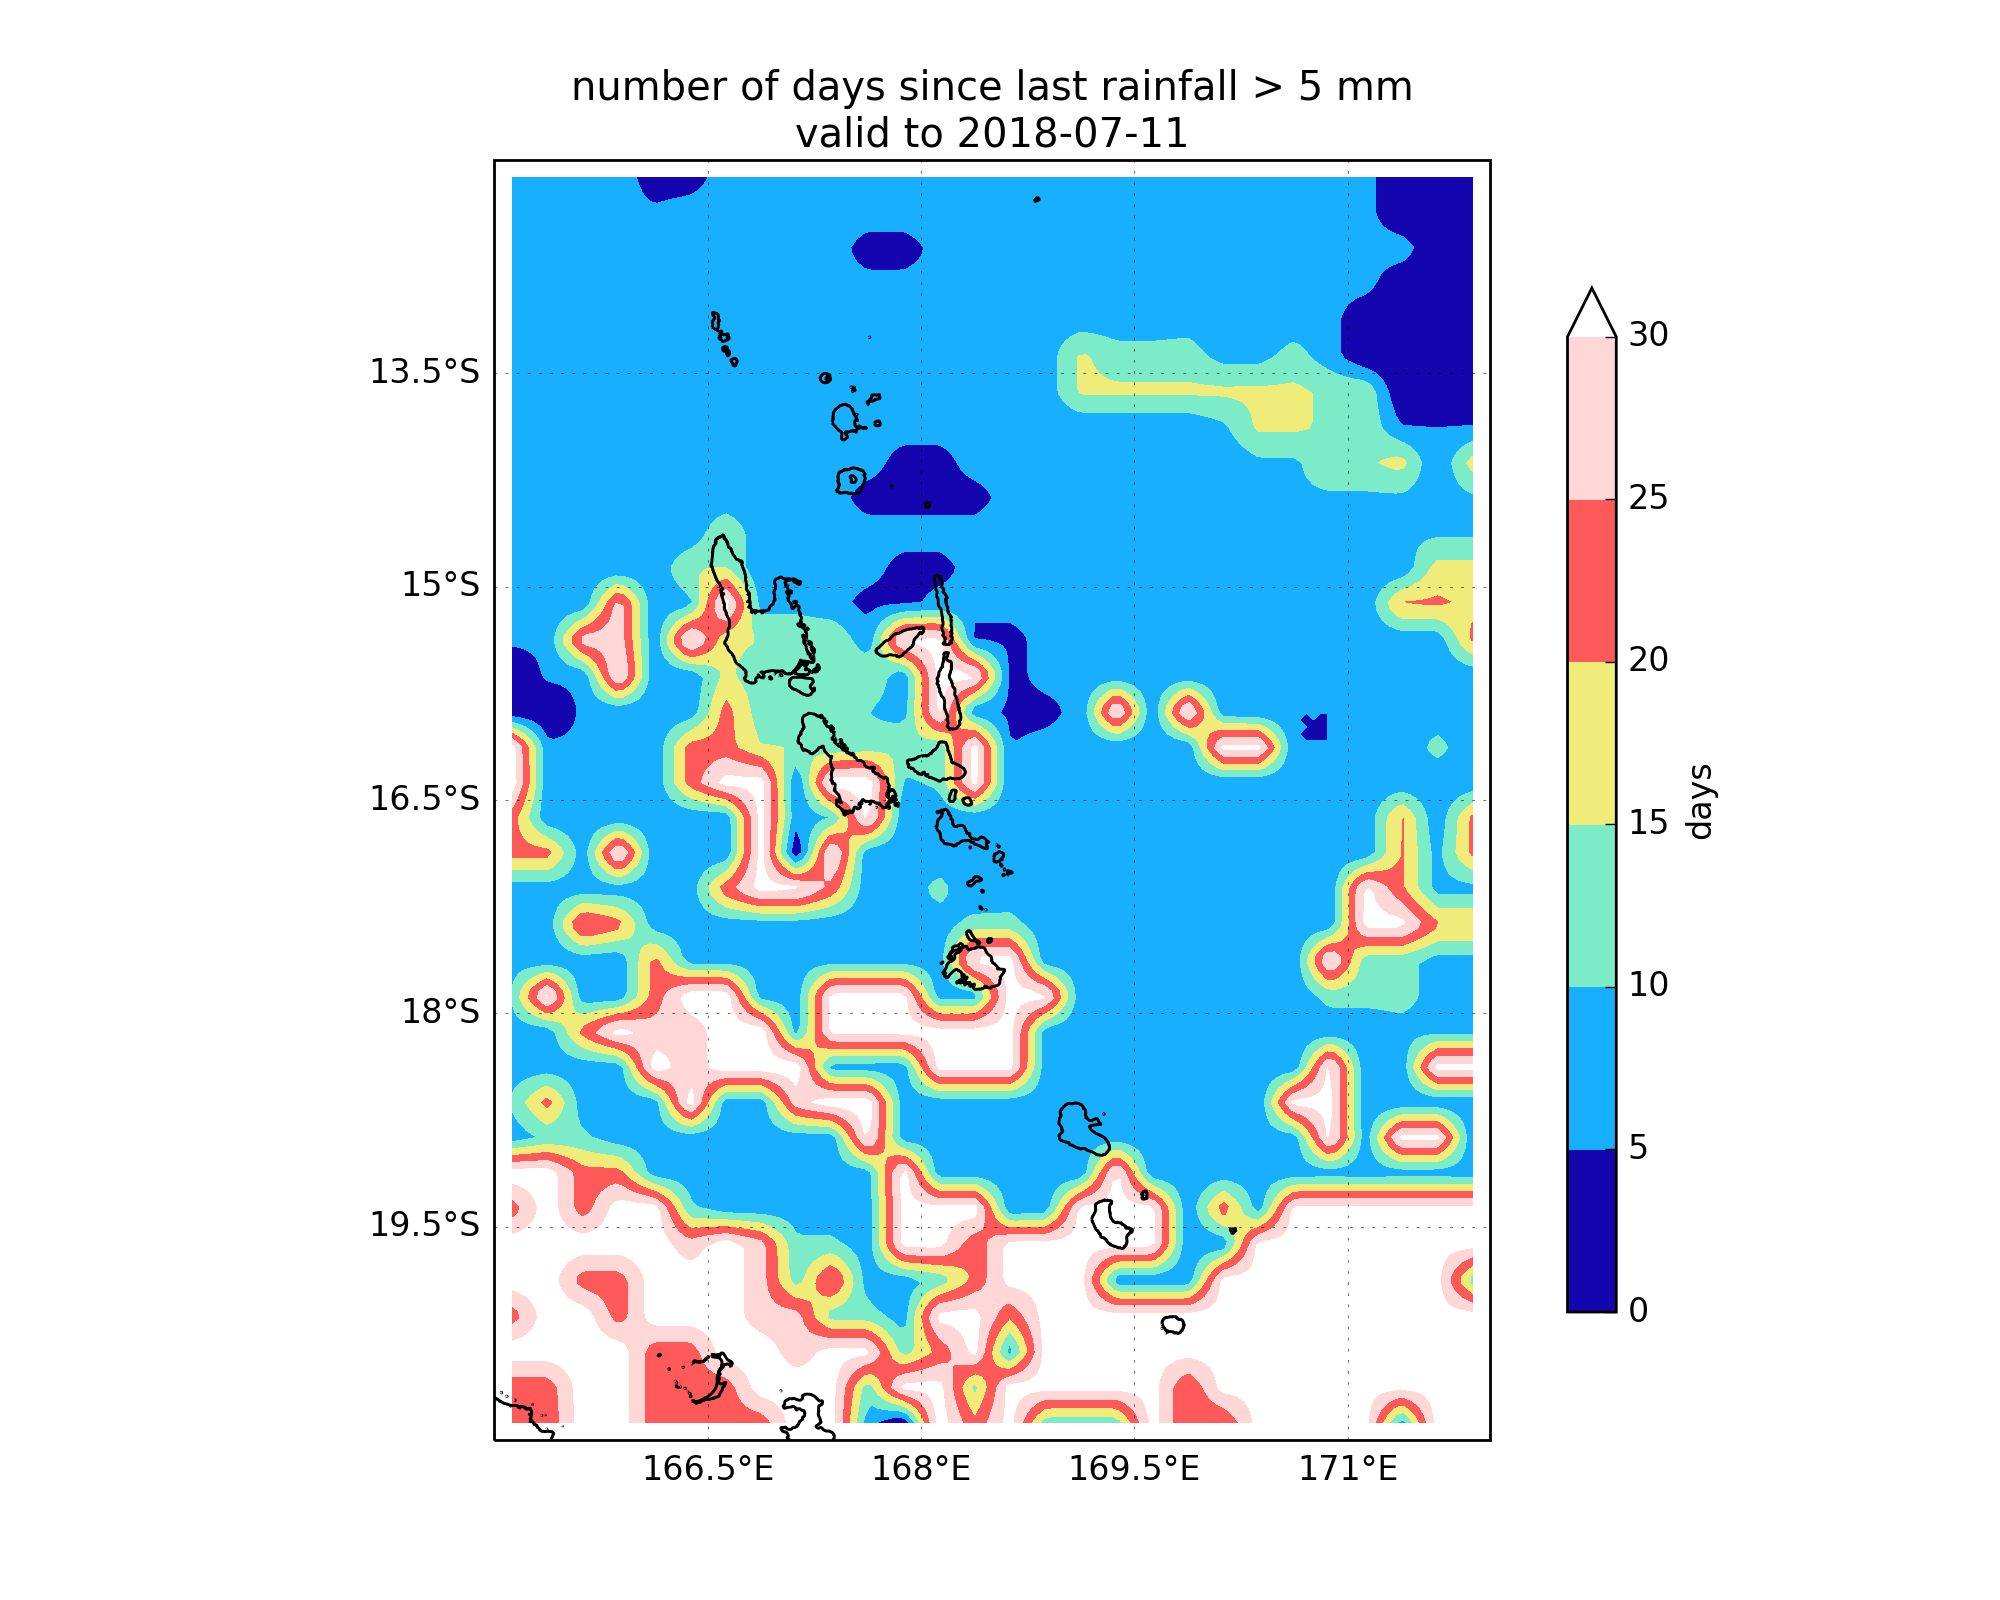 number of days since last rainfall > 5 mm
valid to 2018-07-11
13.5°S
15°S
16.5°S
18°S
19.5°S
166.5°E
168°E
169.5°E
171°E
30
25
20
15
10
5
0
days